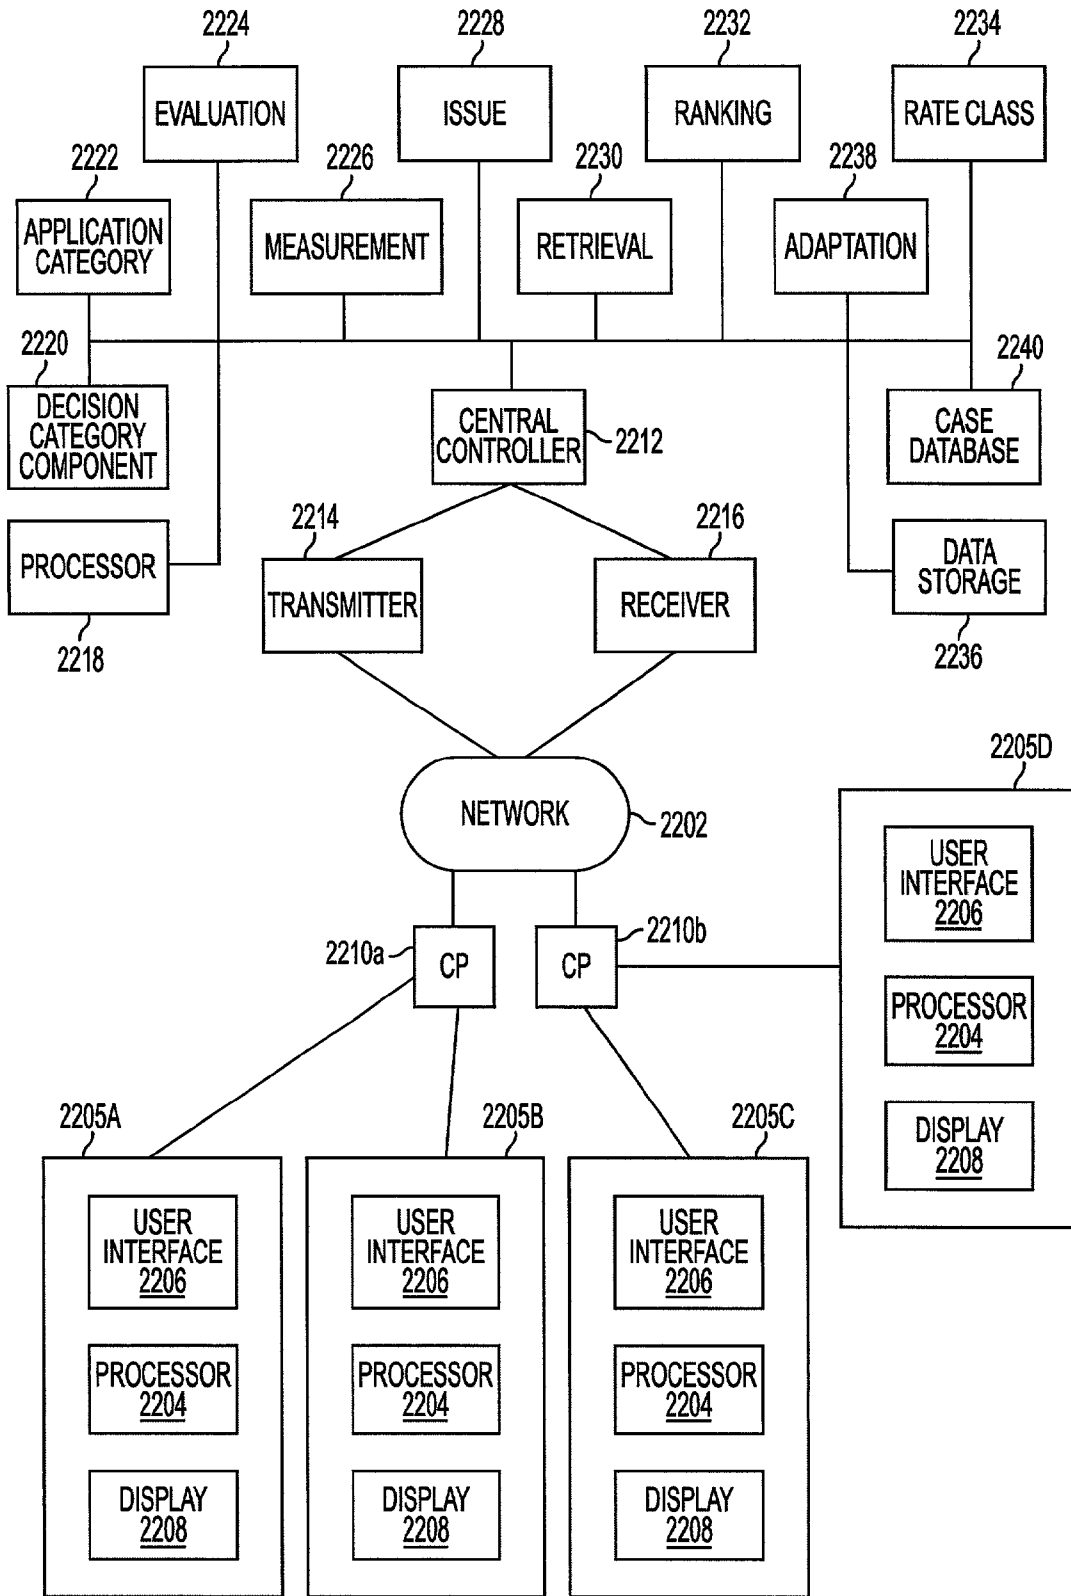 2224
2228
2232
2234
EVALUATION
ISSUE
RANKING
RATE CLASS
2222
2226
2230
2238
APPLICATION
CATEGORY
MEASUREMENT
RETRIEVAL
ADAPTATION
2220
2240
DECISION
CATEGORY
COMPONENT
CENTRAL
CONTROLLER
2212
CASE
DATABASE
2214
2216
PROCESSOR
TRANSMITTER
RECEIVER
DATA
STORAGE
2218
2236
2205D
NETWORK
2202
USER
INTERFACE
2206
2210a
CP
CP
2210b
PROCESSOR
2204
DISPLAY
2208
2205A
2205B
2205C
USER
INTERFACE
2206
USER
INTERFACE
2206
USER
INTERFACE
2206
PROCESSOR
2204
PROCESSOR
2204
PROCESSOR
2204
DISPLAY
2208
DISPLAY
2208
DISPLAY
2208